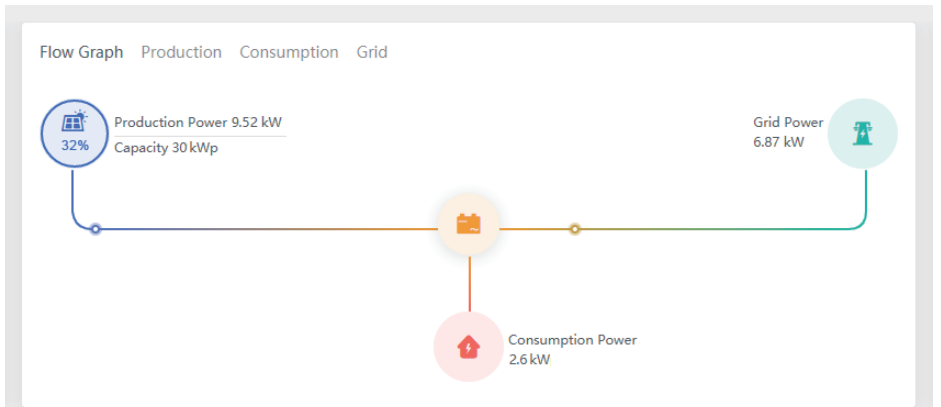 Flow Graph Production Consumption Grid
32%
Production Power 9.52 kW
Capacity 30 kWp
Grid Power
6.87 kW
Consumption Power
2.6 kW